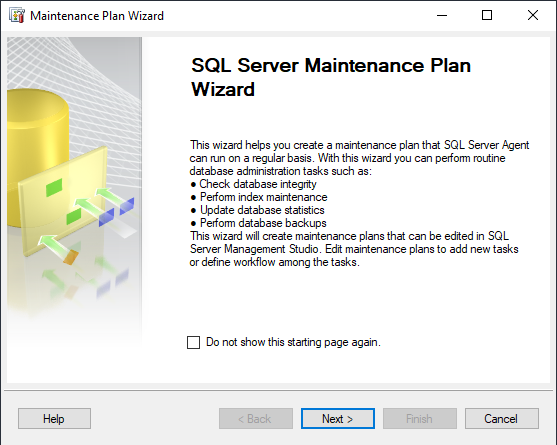 Maintenance Plan Wizard
SQL Server Maintenance Plan
Wizard
This wizard helps you create a maintenance plan that SQL Server Agent
can run on a regular basis. With this wizard you can perform routine
database administration tasks such as:
● Check database integrity
● Perform index maintenance
● Update database statistics
● Perform database backups
This wizard will create maintenance plans that can be edited in SQL
Server Management Studio. Edit maintenance plans to add new tasks
or define workflow among the tasks.
Do not show this starting page again.
Help
< Back
Next >
Finish
Cancel